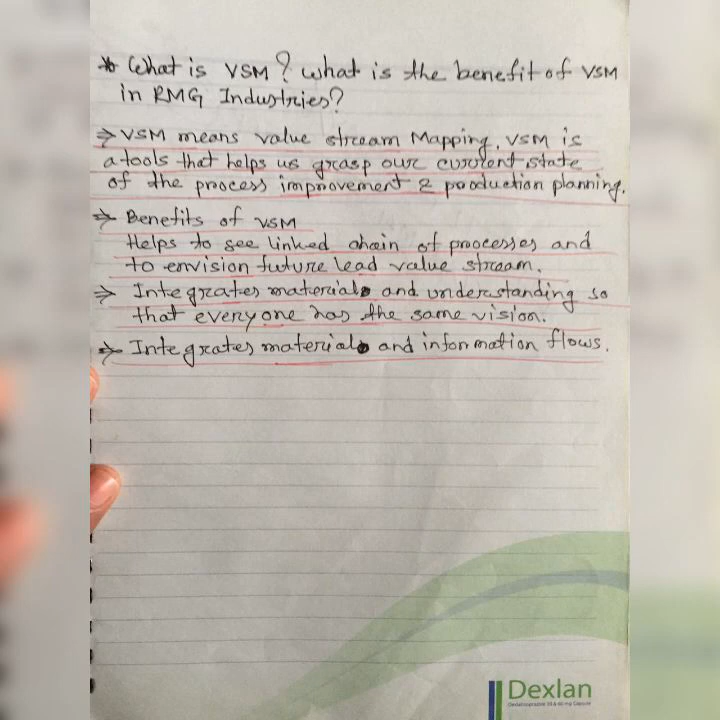 * What is VSM? what is the benefit of VSM
in RMG Industries?
⇒ VSM means value stream Mapping. VSM is
a tools that helps us grasp our current state
of the process improvement & production planning.
⇒ Benefits of VSM
Helps to see linked chain of processes and
to envision future lead value stream.
⇒ Integrates materials and understanding so
that everyone has the same vision.
⇒ Integrates materials and information flows.
Dexlan